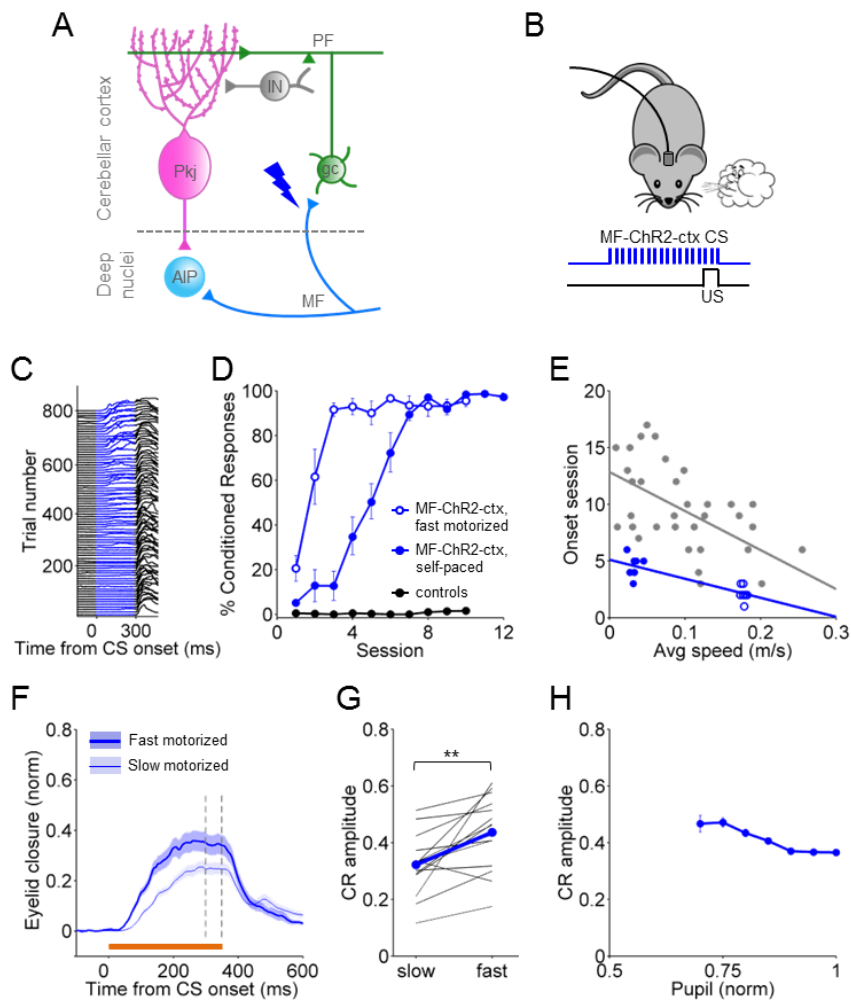 A
B
PF
IN
Cerebellar cortex
Pkj
gc
Deep nuclei
AIP
MF
MF-ChR2-ctx CS
US
C
D
E
Trial number
800
600
400
200
0
300
Time from CS onset (ms)
% Conditioned Responses
100
80
60
40
20
0
MF-ChR2-ctx,
fast motorized
MF-ChR2-ctx,
self-paced
controls
0
4
8
12
Session
Onset session
20
15
10
5
0
0
0.1
0.2
0.3
Avg speed (m/s)
F
G
H
Eyelid closure (norm)
0.8
0.6
0.4
0.2
0
Fast motorized
Slow motorized
0
200
400
600
Time from CS onset (ms)
CR amplitude
0.8
0.6
0.4
0.2
0
**
slow
fast
CR amplitude
0.8
0.6
0.4
0.2
0
0.5
0.75
1
Pupil (norm)